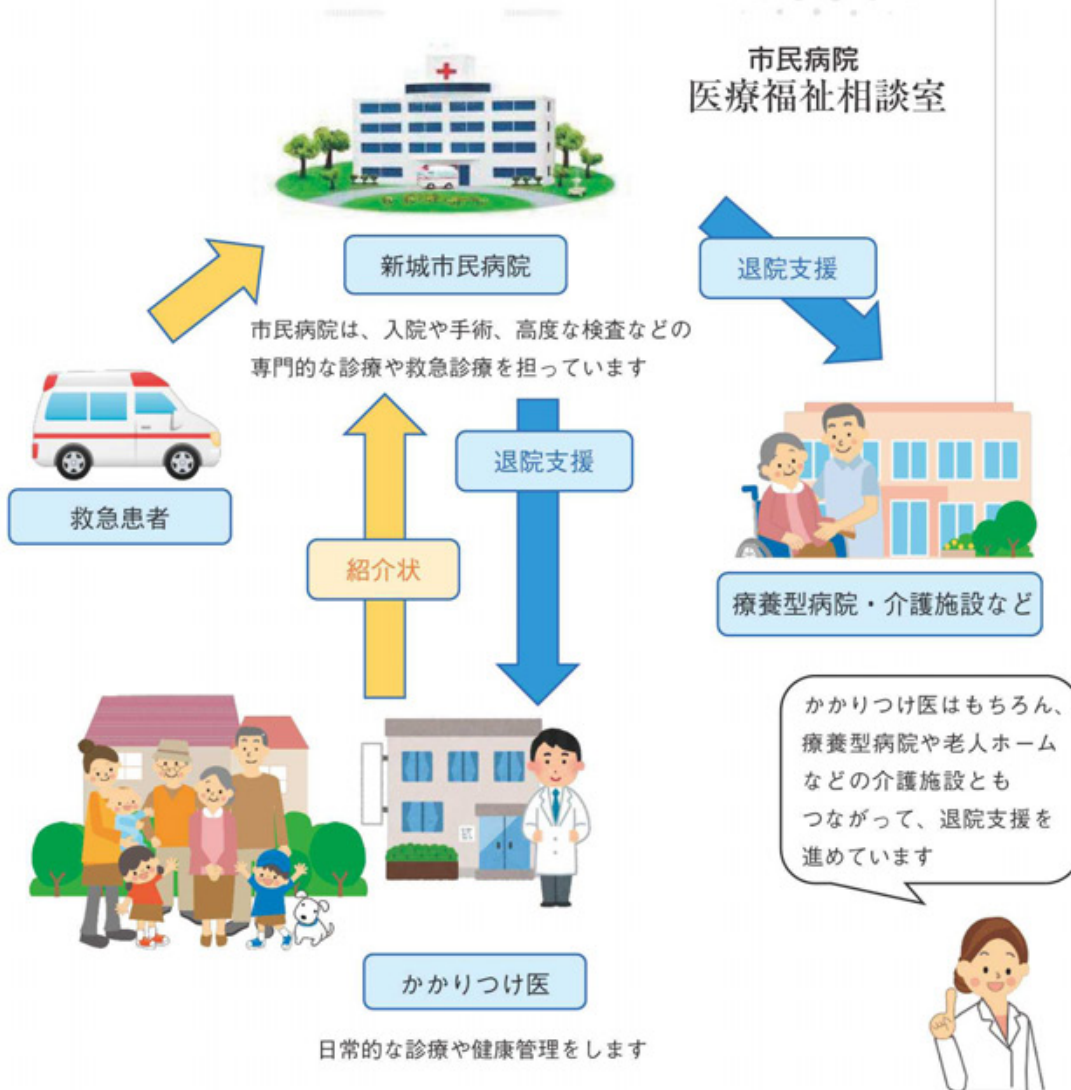 市民病院
医療福祉相談室
新城市民病院
退院支援
市民病院は、入院や手術、高度な検査などの
専門的な診療や救急診療を担っています
退院支援
救急患者
紹介状
療養型病院・介護施設など
かかりつけ医はもちろん、
療養型病院や老人ホーム
などの介護施設とも
つながって、退院支援を
進めています
かかりつけ医
日常的な診療や健康管理をします